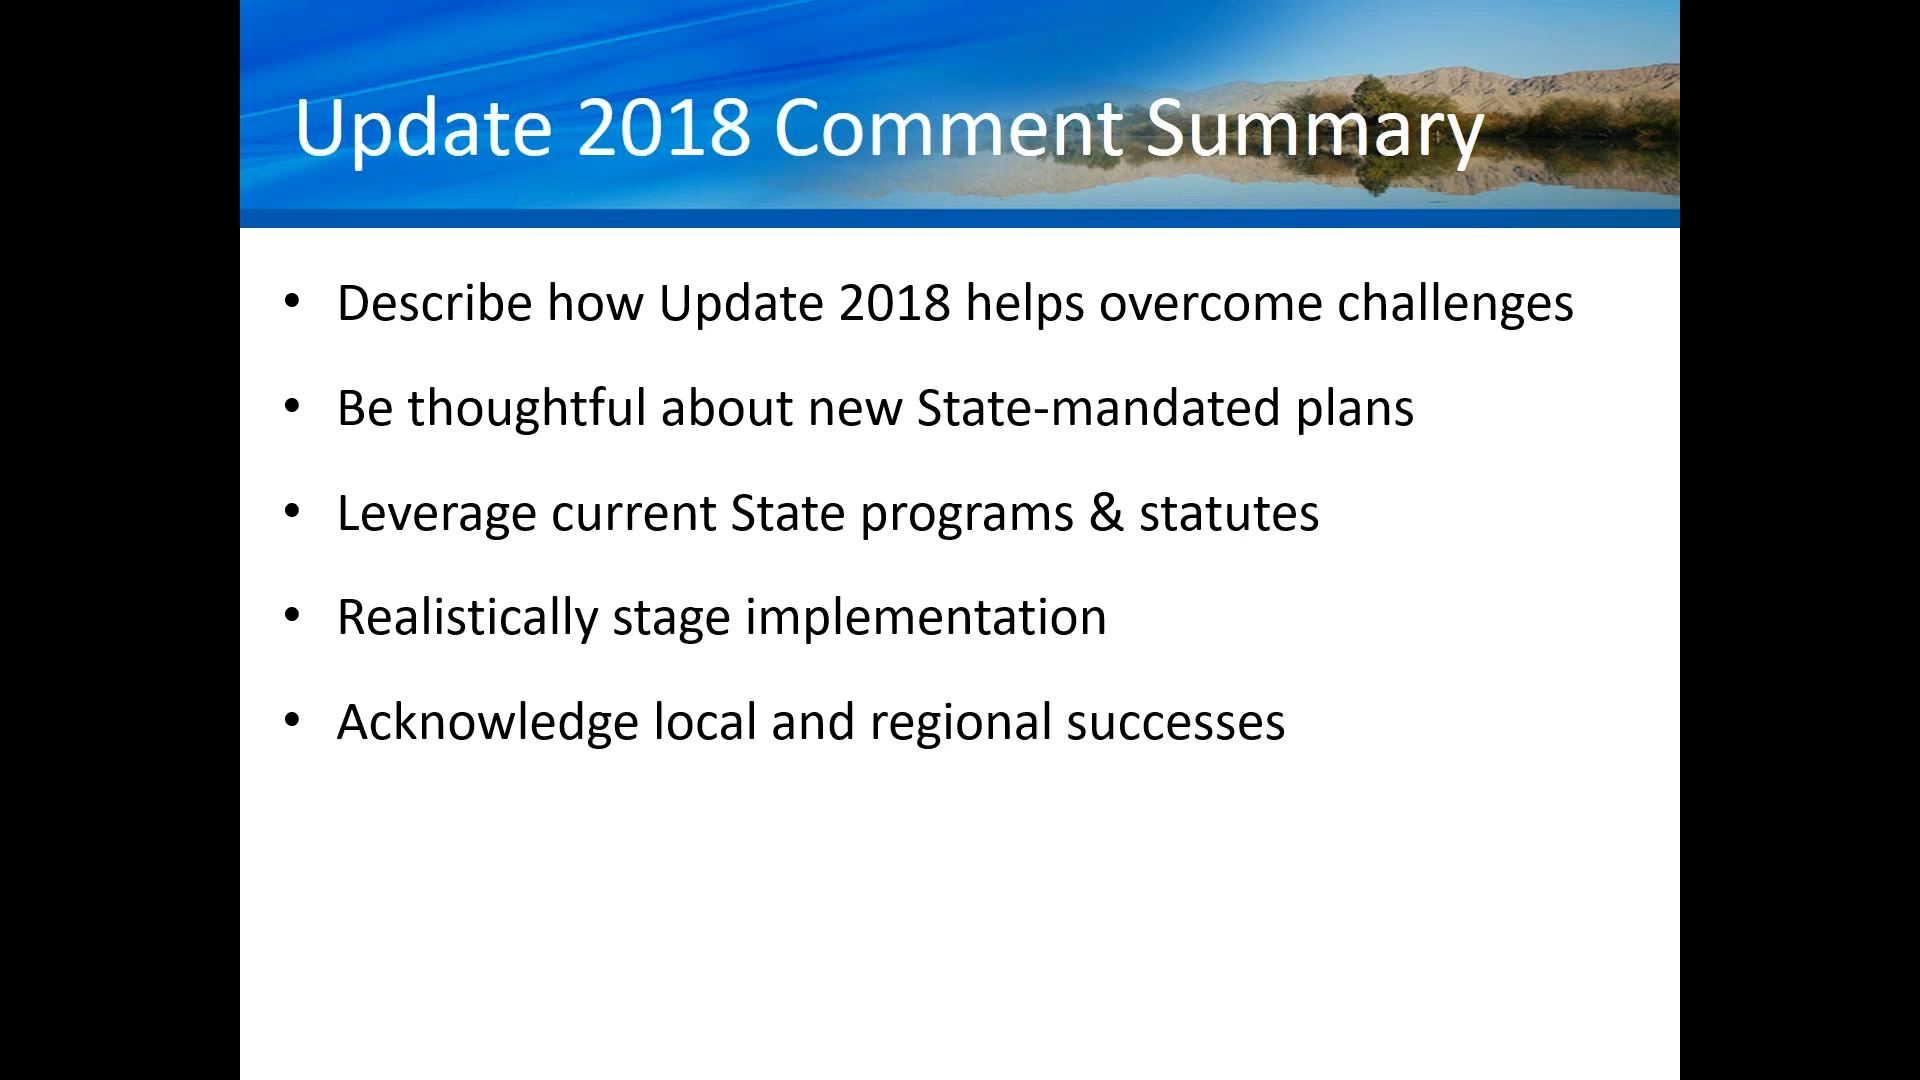 Update 2018 Comment Summary
• Describe how Update 2018 helps overcome challenges
• Be thoughtful about new State-mandated plans
• Leverage current State programs & statutes
• Realistically stage implementation
• Acknowledge local and regional successes